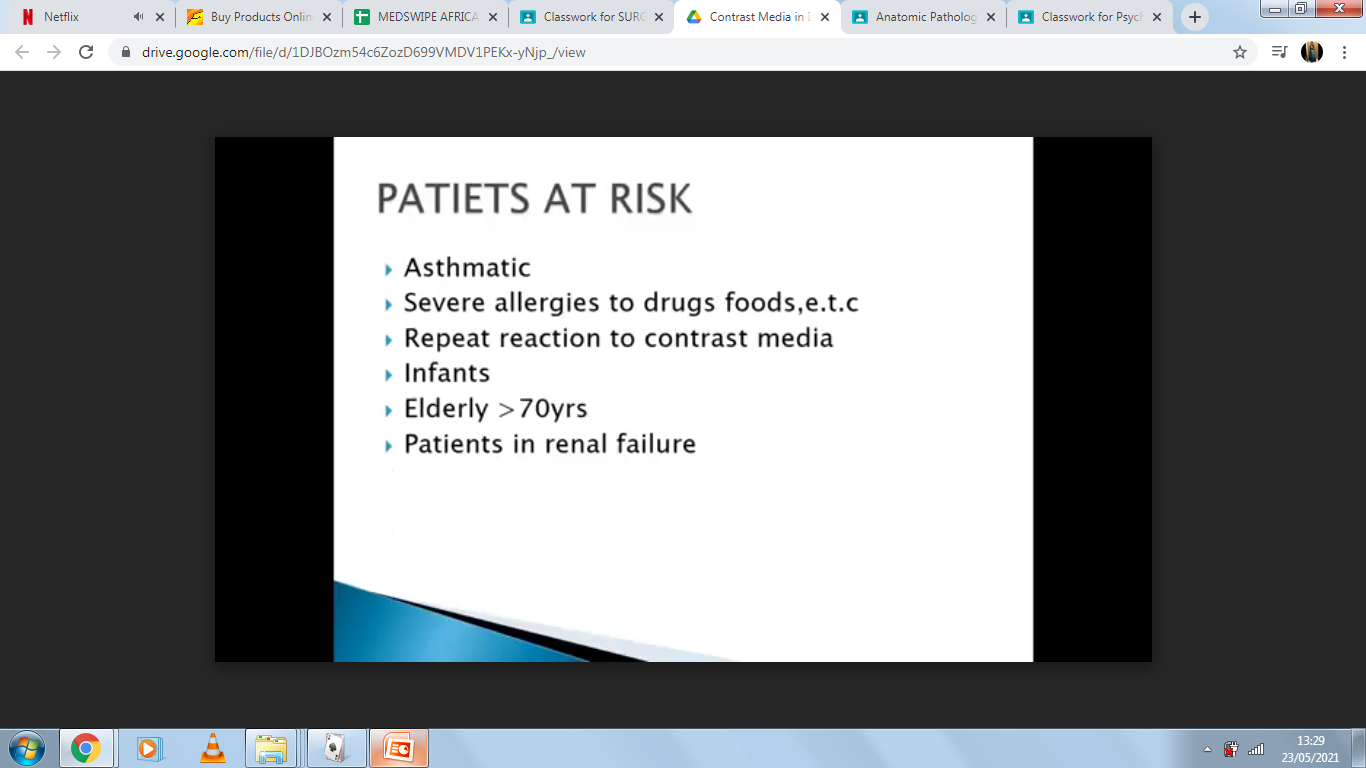 Netflix
Buy Products Onlin
MEDSWIPE AFRICA
Classwork for SURG
Contrast Media in I
Anatomic Patholog
Classwork for Psych
drive.google.com/file/d/1DJBOzm54c6ZozD699VMDV1PEKx-yNjp_/view
PATIETS AT RISK
Asthmatic
Severe allergies to drugs foods,e.t.c
Repeat reaction to contrast media
Infants
Elderly >70yrs
Patients in renal failure
13:29
23/05/2021